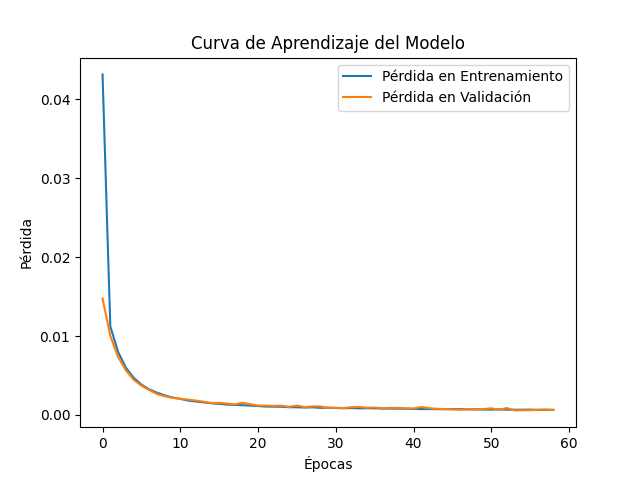 Curva de Aprendizaje del Modelo
Pérdida en Entrenamiento
Pérdida en Validación
Pérdida
0.04
0.03
0.02
0.01
0.00
0 10 20 30 40 50 60
Épocas